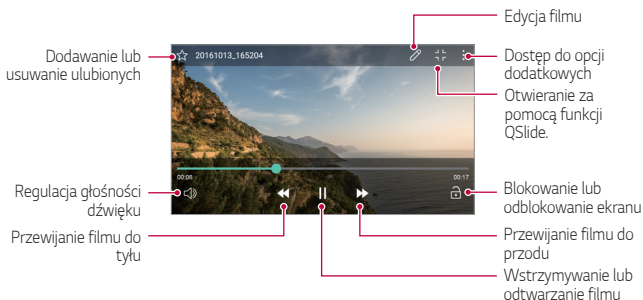 Edycja filmu
Dodawanie lub
usuwanie ulubionych
20161013_165204
Dostęp do opcji
dodatkowych
Otwieranie za
pomocą funkcji
QSlide.
00:06
00:17
Regulacja głośności
dźwięku
Blokowanie lub
odblokowanie ekranu
Przewijanie filmu do
tyłu
Przewijanie filmu do
przodu
Wstrzymywanie lub
odtwarzanie filmu